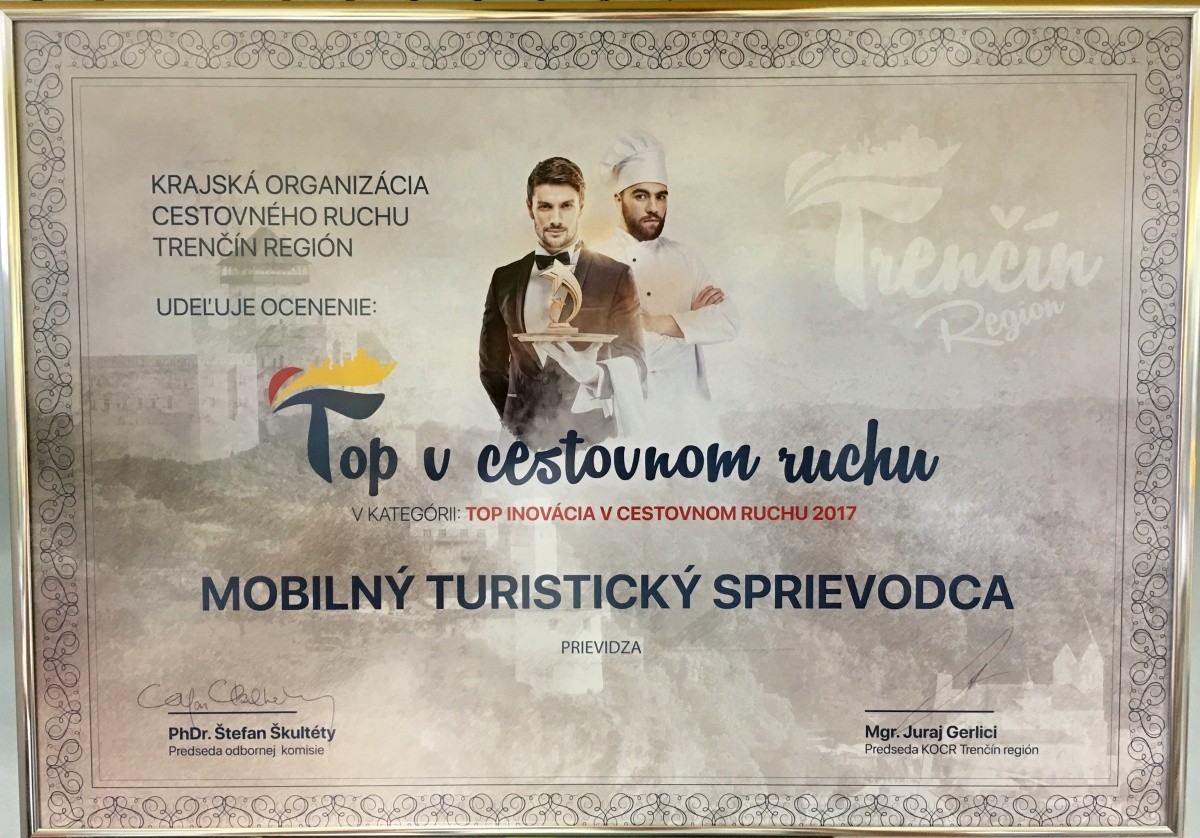 KRAJSKÁ ORGANIZÁCIA
CESTOVNÉHO RUCHU
TRENČÍN REGIÓN
UDEĽUJE OCENENIE:
Trenčín
Región
Top v cestovnom ruchu
V KATEGÓRII: TOP INOVÁCIA V CESTOVNOM RUCHU 2017
MOBILNÝ TURISTICKÝ SPRIEVODCA
PRIEVIDZA
PhDr. Štefan Škultéty
Predseda odbornej komisie
Mgr. Juraj Gerlici
Predseda KOCR Trenčín región